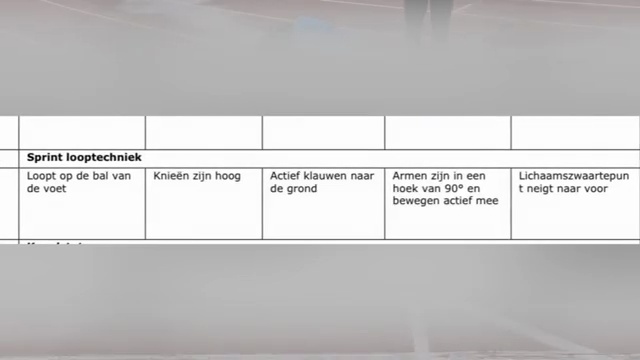 Sprint looptechniek
Loopt op de bal van
de voet
Knieën zijn hoog
Actief klauwen naar
de grond
Armen zijn in een
hoek van 90° en
bewegen actief mee
Lichaamszwaartepun
t neigt naar voor